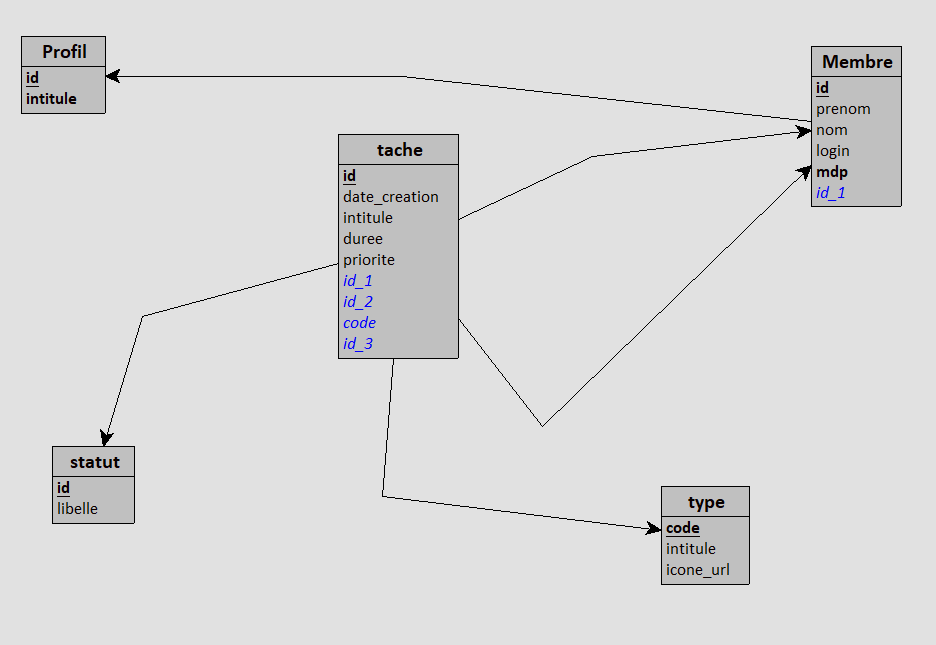 Profil
id
intitule
Membre
id
prenom
nom
login
mdp
id_1
tache
id
date_creation
intitule
duree
priorite
id_1
id_2
code
id_3
statut
id
libelle
type
code
intitule
icone_url